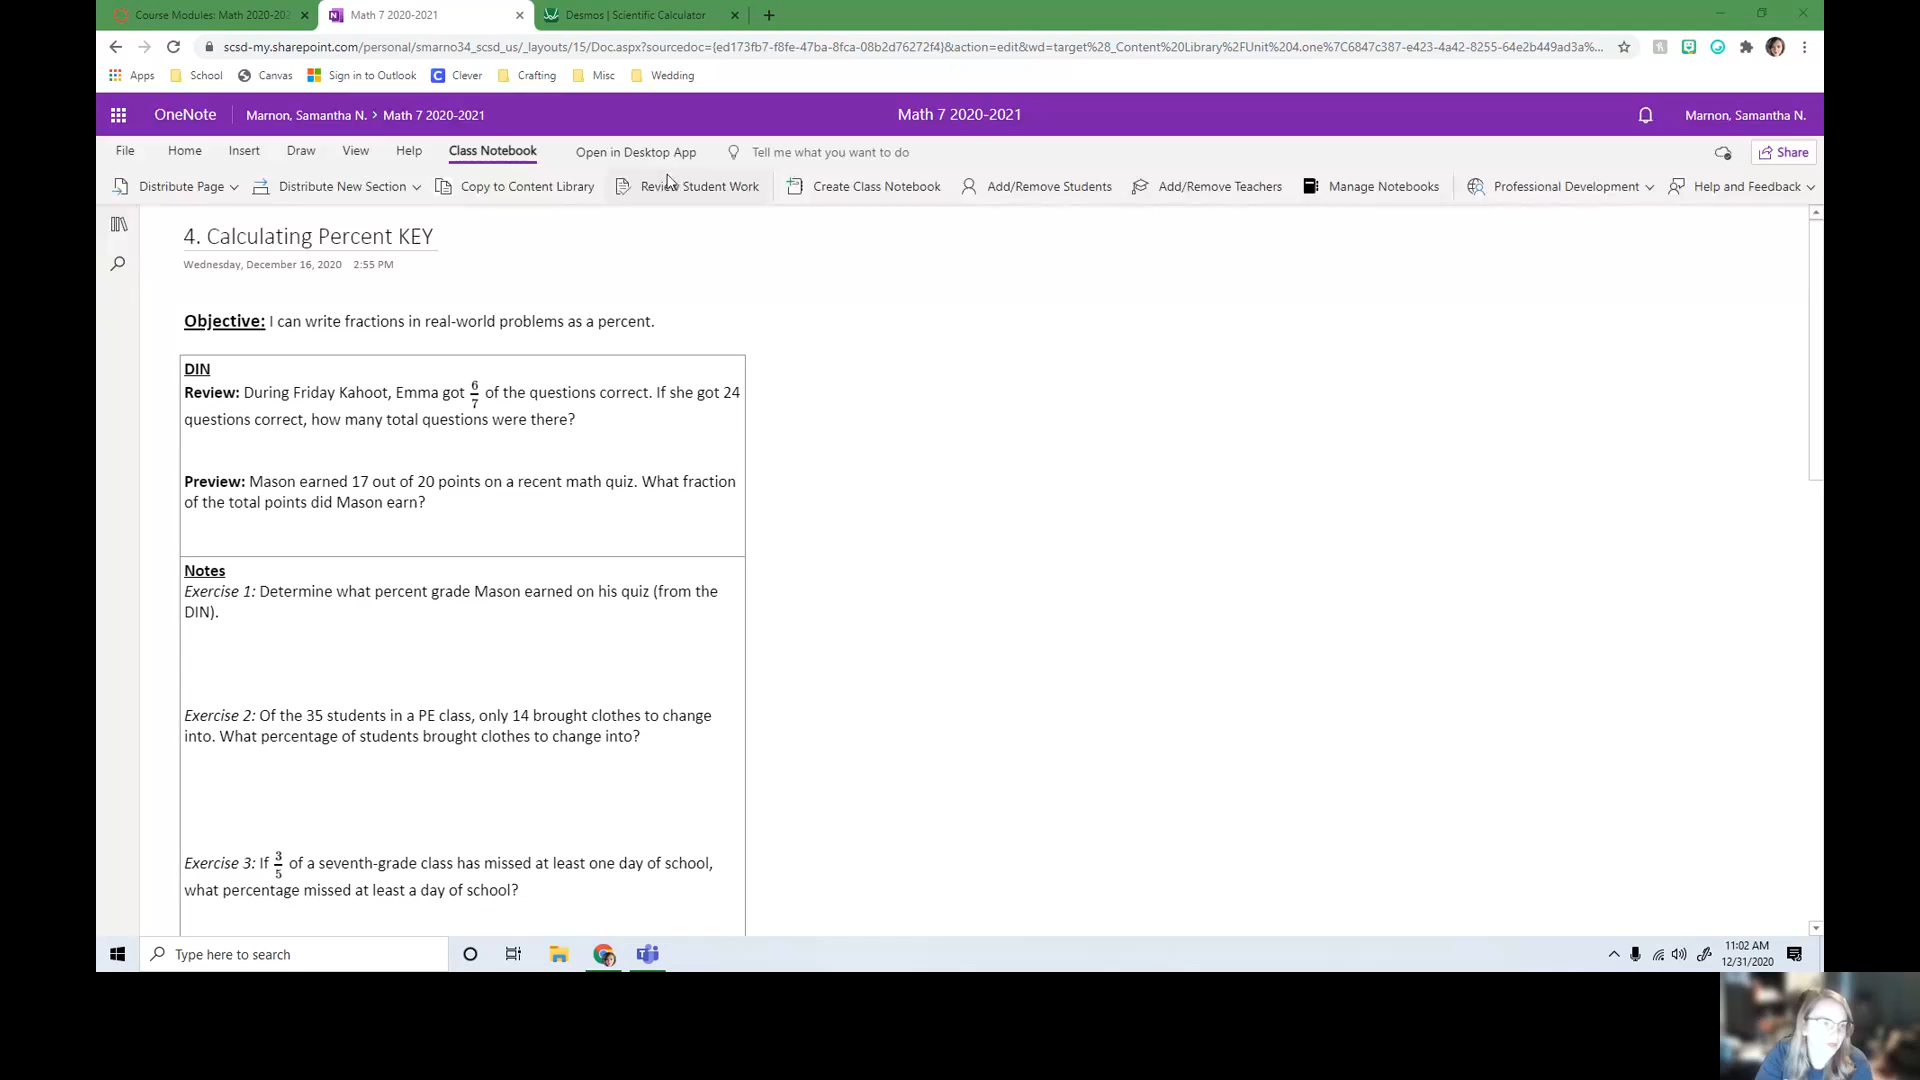 Course Modules: Math 2020-202
Math 7 2020-2021
Desmos | Scientific Calculator
scsd-my.sharepoint.com/personal/smarno34_scsd_us/_layouts/15/Doc.aspx?sourcedoc={ed173fb7-f8fe-47ba-8fca-08b2d76272f4}&action=edit&wd=target%28_Content%20Library%2FUnit%204.one%7C6847c387-e423-4a42-8255-64e2b449ad3a%...
Apps School Canvas Sign in to Outlook Clever Crafting Misc Wedding
OneNote Marnon, Samantha N. > Math 7 2020-2021 Math 7 2020-2021 Marnon, Samantha N.
File Home Insert Draw View Help Class Notebook Open in Desktop App Tell me what you want to do Share
Distribute Page Distribute New Section Copy to Content Library Review Student Work Create Class Notebook Add/Remove Students Add/Remove Teachers Manage Notebooks Professional Development Help and Feedback
4. Calculating Percent KEY
Wednesday, December 16, 2020 2:55 PM
Objective: I can write fractions in real-world problems as a percent.
DIN
Review: During Friday Kahoot, Emma got 6/7 of the questions correct. If she got 24
questions correct, how many total questions were there?
Preview: Mason earned 17 out of 20 points on a recent math quiz. What fraction
of the total points did Mason earn?
Notes
Exercise 1: Determine what percent grade Mason earned on his quiz (from the
DIN).
Exercise 2: Of the 35 students in a PE class, only 14 brought clothes to change
into. What percentage of students brought clothes to change into?
Exercise 3: If 3/5 of a seventh-grade class has missed at least one day of school,
what percentage missed at least a day of school?
Type here to search
11:02 AM
12/31/2020